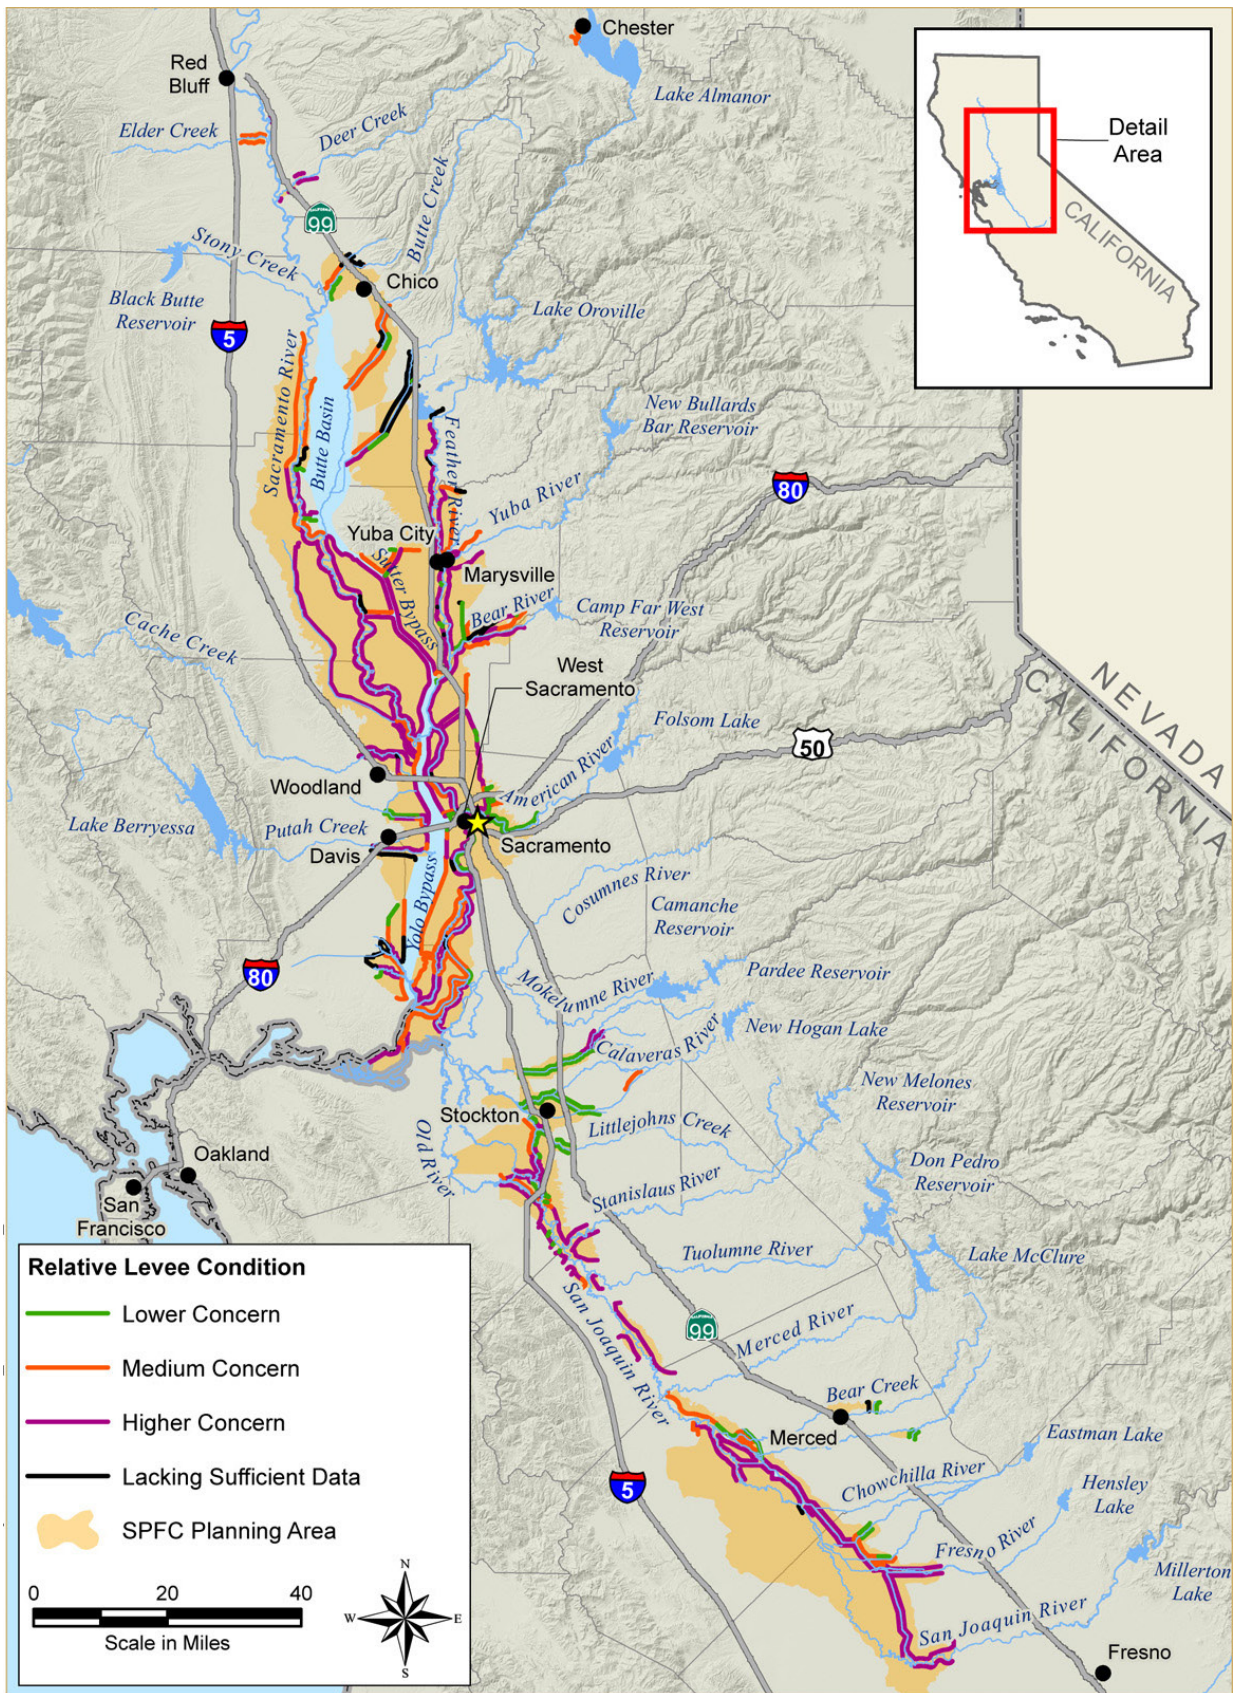 Chester
Red
Bluff
Lake Almanor
Elder Creek
Deer Creek
Detail
Area
CALIFORNIA
CALIFORNIA
99
Butte Creek
Stony Creek
Chico
Black Butte
Reservoir
Lake Oroville
5
Sacramento River
Butte Basin
Feather River
New Bullards
Bar Reservoir
80
Yuba River
Yuba City
Marysville
Sutter Bypass
Bear River
Camp Far West
Reservoir
Cache Creek
West
Sacramento
NEVADA
CALIFORNIA
Folsom Lake
50
American River
Woodland
Lake Berryessa
Putah Creek
Davis
Sacramento
Yolo Bypass
Cosumnes River
Camanche
Reservoir
80
Mokelumne River
Pardee Reservoir
New Hogan Lake
Calaveras River
New Melones
Reservoir
Stockton
Littlejohns Creek
Old River
Oakland
Don Pedro
Reservoir
San
Francisco
Stanislaus River
Tuolumne River
Lake McClure
San Joaquin River
99
Merced River
Bear Creek
Merced
Eastman Lake
5
Chowchilla River
Hensley
Lake
Fresno River
Millerton
Lake
San Joaquin River
Fresno
Relative Levee Condition
Lower Concern
Medium Concern
Higher Concern
Lacking Sufficient Data
SPFC Planning Area
0 20 40
Scale in Miles
N
W E
S